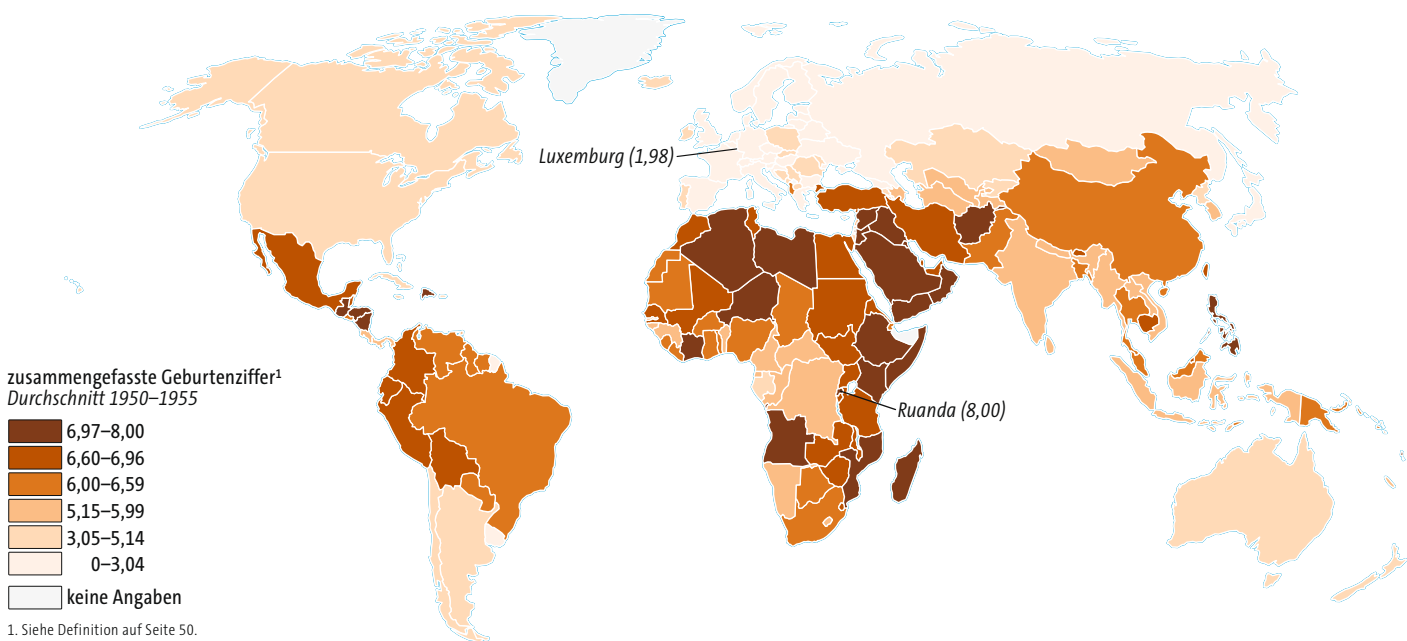 Luxemburg (1,98)
Ruanda (8,00)
zusammengefasste Geburtenziffer¹
Durchschnitt 1950–1955
6,97–8,00
6,60–6,96
6,00–6,59
5,15–5,99
3,05–5,14
0–3,04
keine Angaben
1. Siehe Definition auf Seite 50.